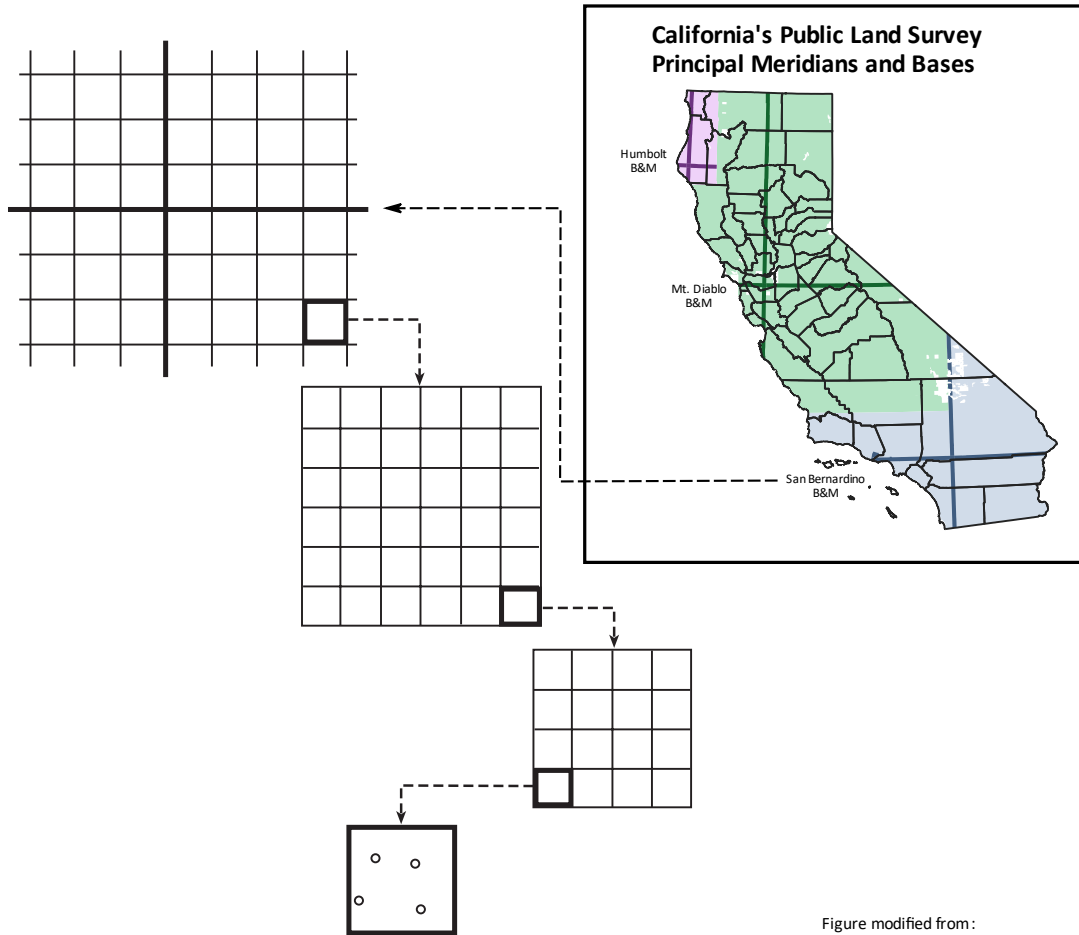 California's Public Land Survey
Principal Meridians and Bases
Humbolt
B&M
Mt. Diablo
B&M
San Bernardino
B&M
Figure modified from: